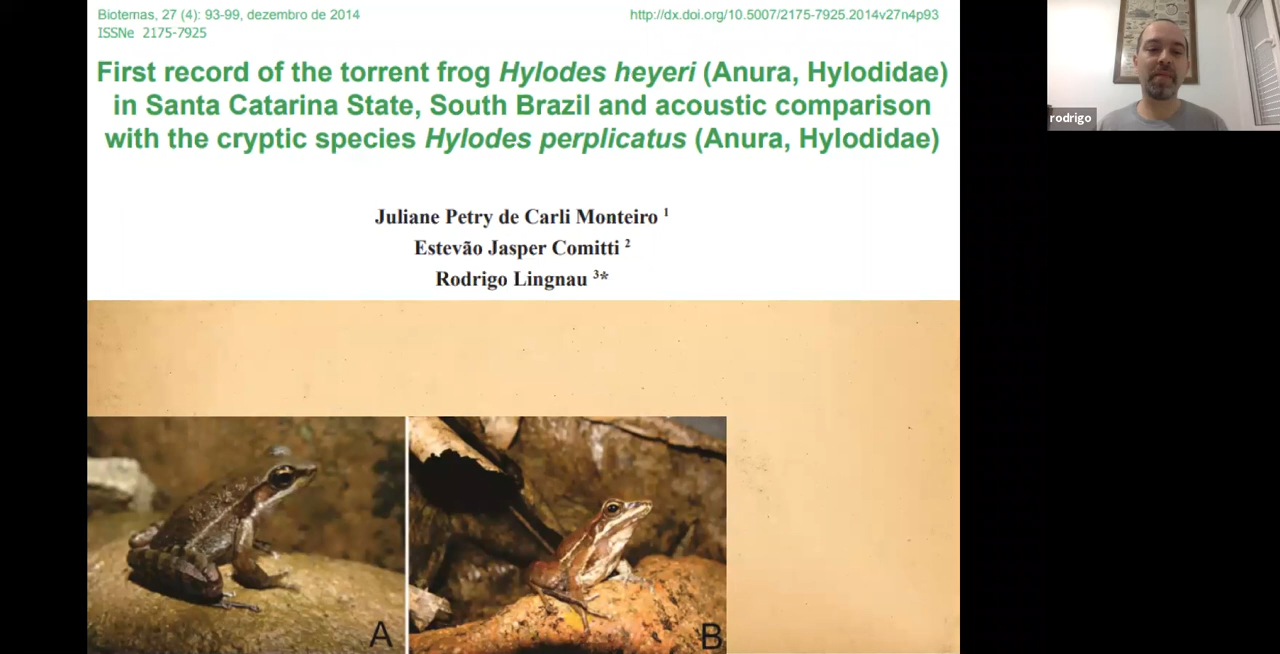 Biotemas, 27 (4): 93-99, dezembro de 2014
http://dx.doi.org/10.5007/2175-7925.2014v27n4p93
ISSNe 2175-7925
First record of the torrent frog Hylodes heyeri (Anura, Hylodidae)
in Santa Catarina State, South Brazil and acoustic comparison
with the cryptic species Hylodes perplicatus (Anura, Hylodidae)
Juliane Petry de Carli Monteiro ¹
Estevão Jasper Comitti ²
Rodrigo Lingnau ³*
A
B
rodrigo